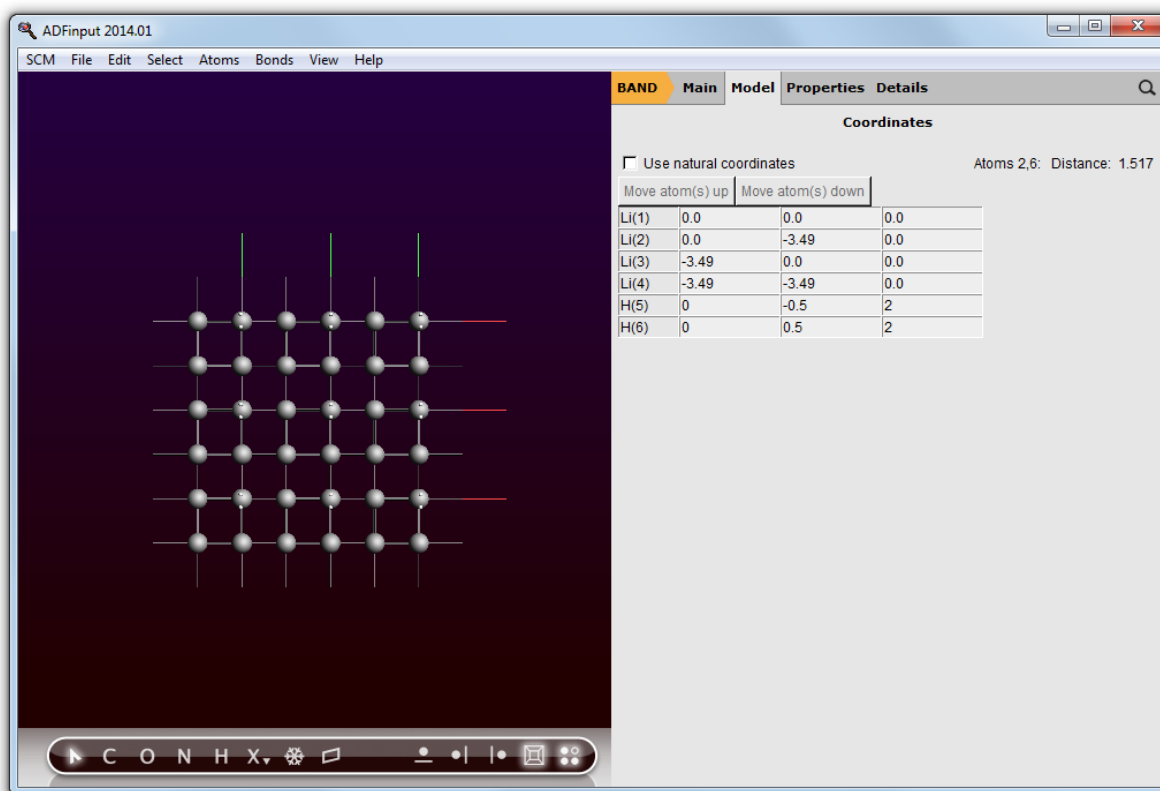 ADFinput 2014.01
SCM File Edit Select Atoms Bonds View Help
BAND Main Model Properties Details
Coordinates
Use natural coordinates Atoms 2,6: Distance: 1.517
Move atom(s) up Move atom(s) down
Li(1) 0.0 0.0 0.0
Li(2) 0.0 -3.49 0.0
Li(3) -3.49 0.0 0.0
Li(4) -3.49 -3.49 0.0
H(5) 0 -0.5 2
H(6) 0 0.5 2
C O N H X